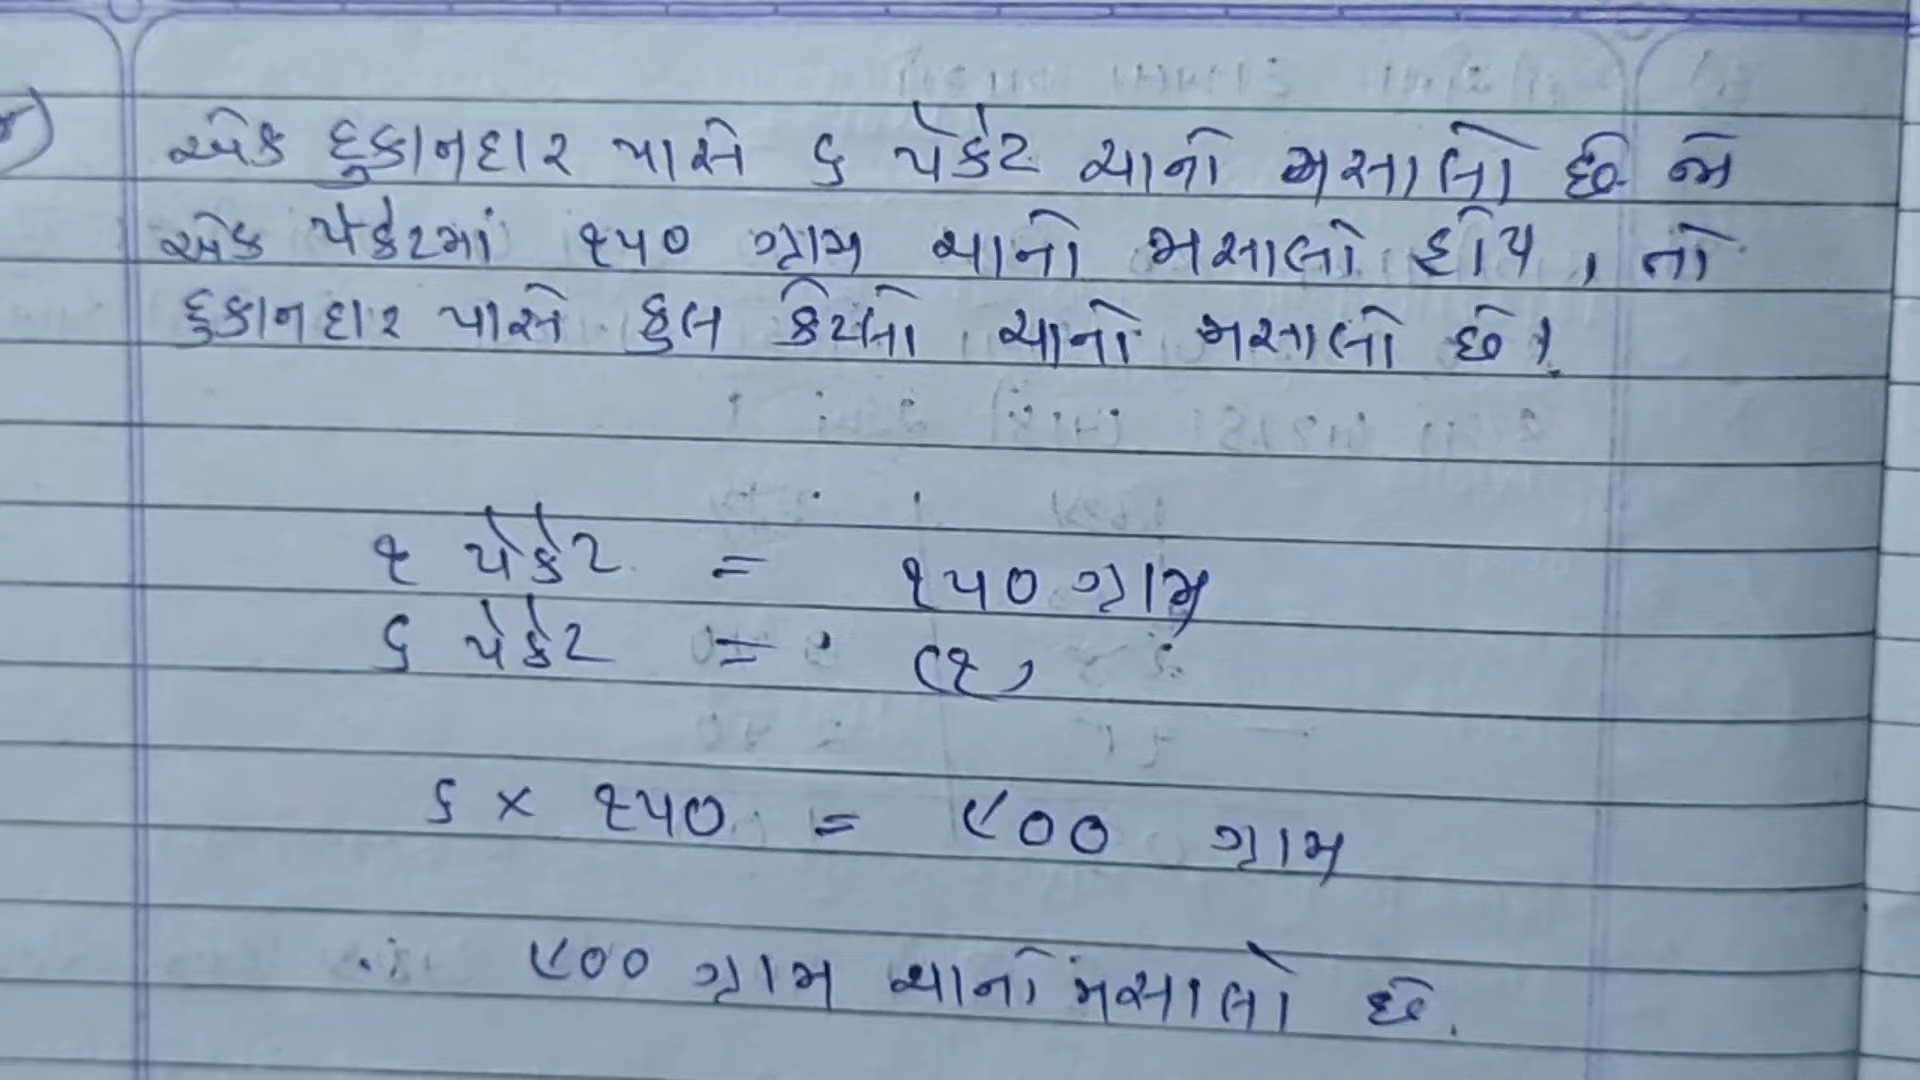 એક દુકાનદાર પાસે ૬ પેકેટ ચાનો મસાલો છે જો
એક પેકેટમાં ૧૫૦ ગ્રામ ચાનો મસાલો હોય, તો
દુકાનદાર પાસે કુલ કેટલો ચાનો મસાલો છે?
૧ પેકેટ = ૧૫૦ ગ્રામ
૬ પેકેટ = (?)
૬ × ૧૫૦ = ૯૦૦ ગ્રામ
∴ ૯૦૦ ગ્રામ ચાનો મસાલો છે.